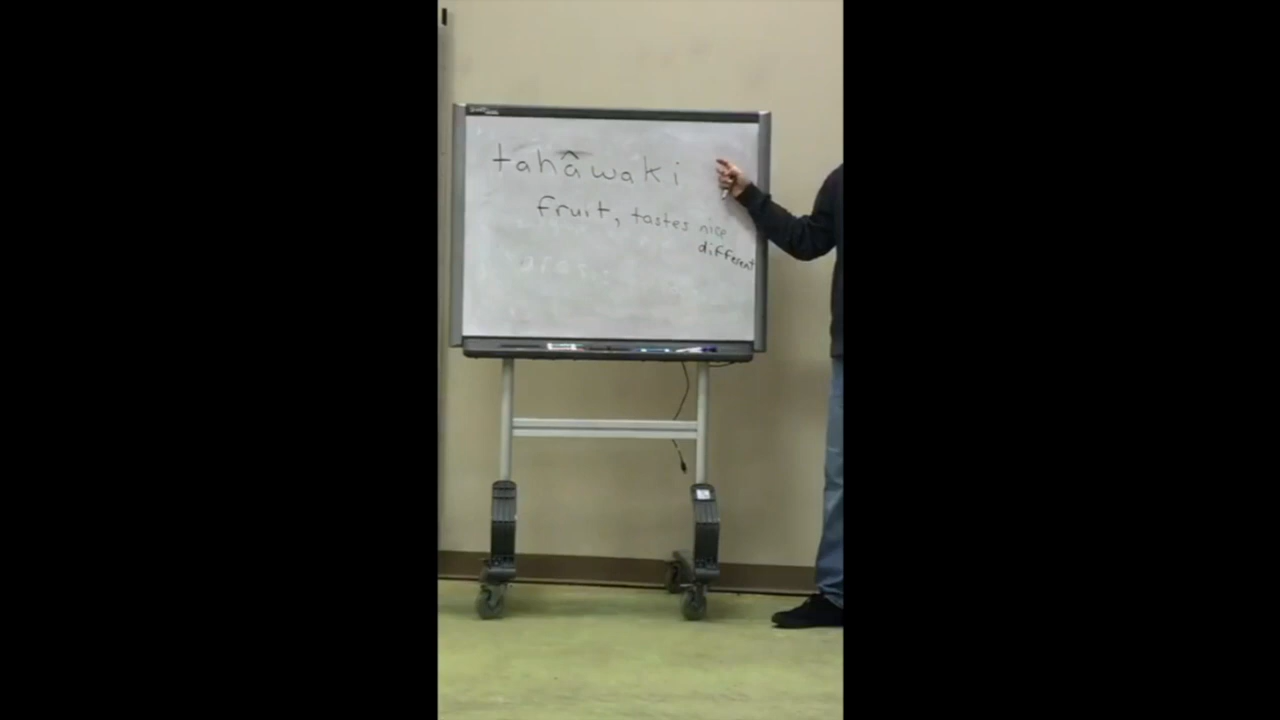 tahâwaki
fruit, tastes nice
different